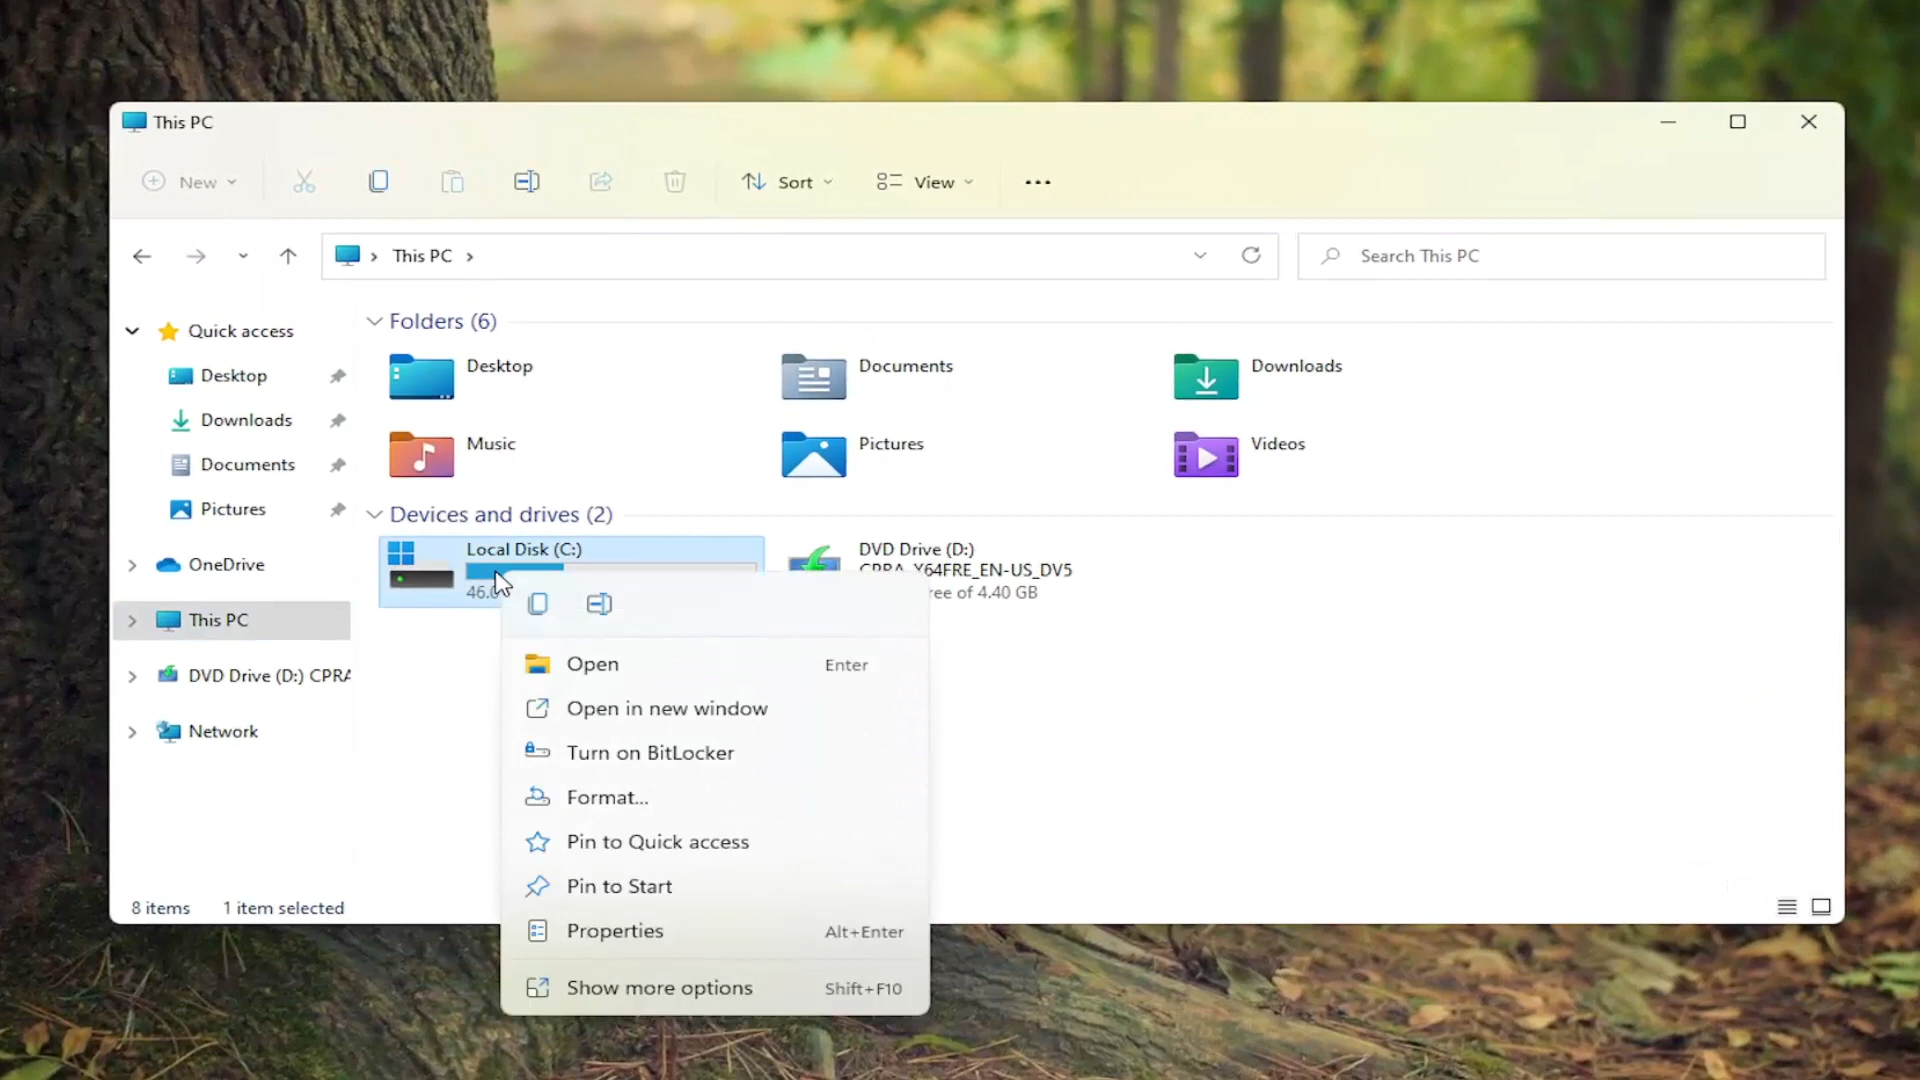 This PC
New
Sort
View
This PC
Search This PC
Quick access
Desktop
Downloads
Documents
Pictures
OneDrive
This PC
DVD Drive (D:) CPRA
Network
Folders (6)
Desktop
Documents
Downloads
Music
Pictures
Videos
Devices and drives (2)
Local Disk (C:)
46.
DVD Drive (D:)
CPRA_X64FRE_EN-US_DV5
ree of 4.40 GB
Open Enter
Open in new window
Turn on BitLocker
Format...
Pin to Quick access
Pin to Start
Properties Alt+Enter
Show more options Shift+F10
8 items 1 item selected